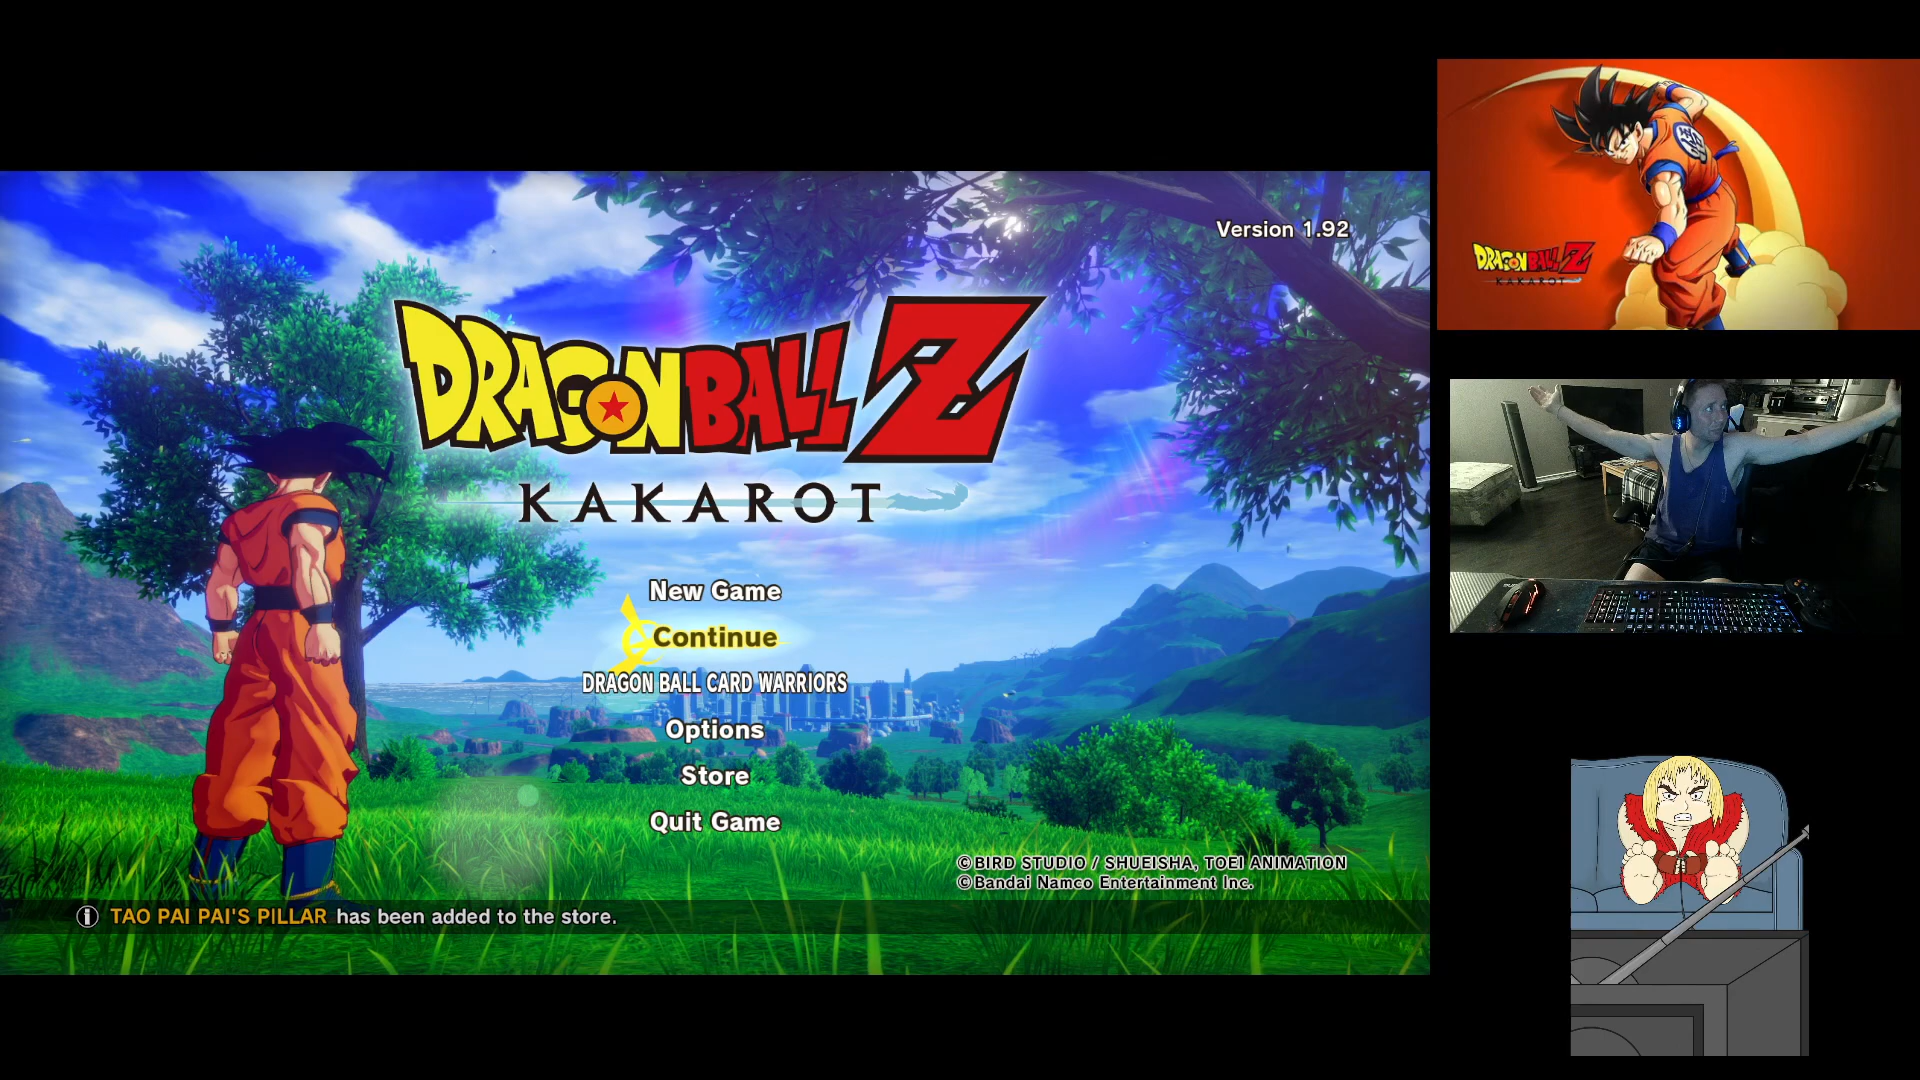 Version 1.92
DRAGON BALL Z
KAKAROT
New Game
Continue
DRAGON BALL CARD WARRIORS
Options
Store
Quit Game
©BIRD STUDIO / SHUEISHA, TOEI ANIMATION
©Bandai Namco Entertainment Inc.
TAO PAI PAI'S PILLAR has been added to the store.
DRAGON BALL Z
KAKAROT